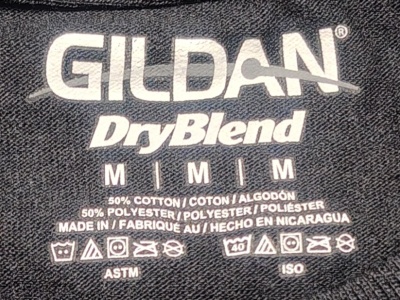 GILDAN®
DryBlend
M | M | M
50% COTTON / COTON / ALGODÓN
50% POLYESTER / POLYESTER / POLIÉSTER
MADE IN / FABRIQUÉ AU / HECHO EN NICARAGUA
40
ASTM ISO